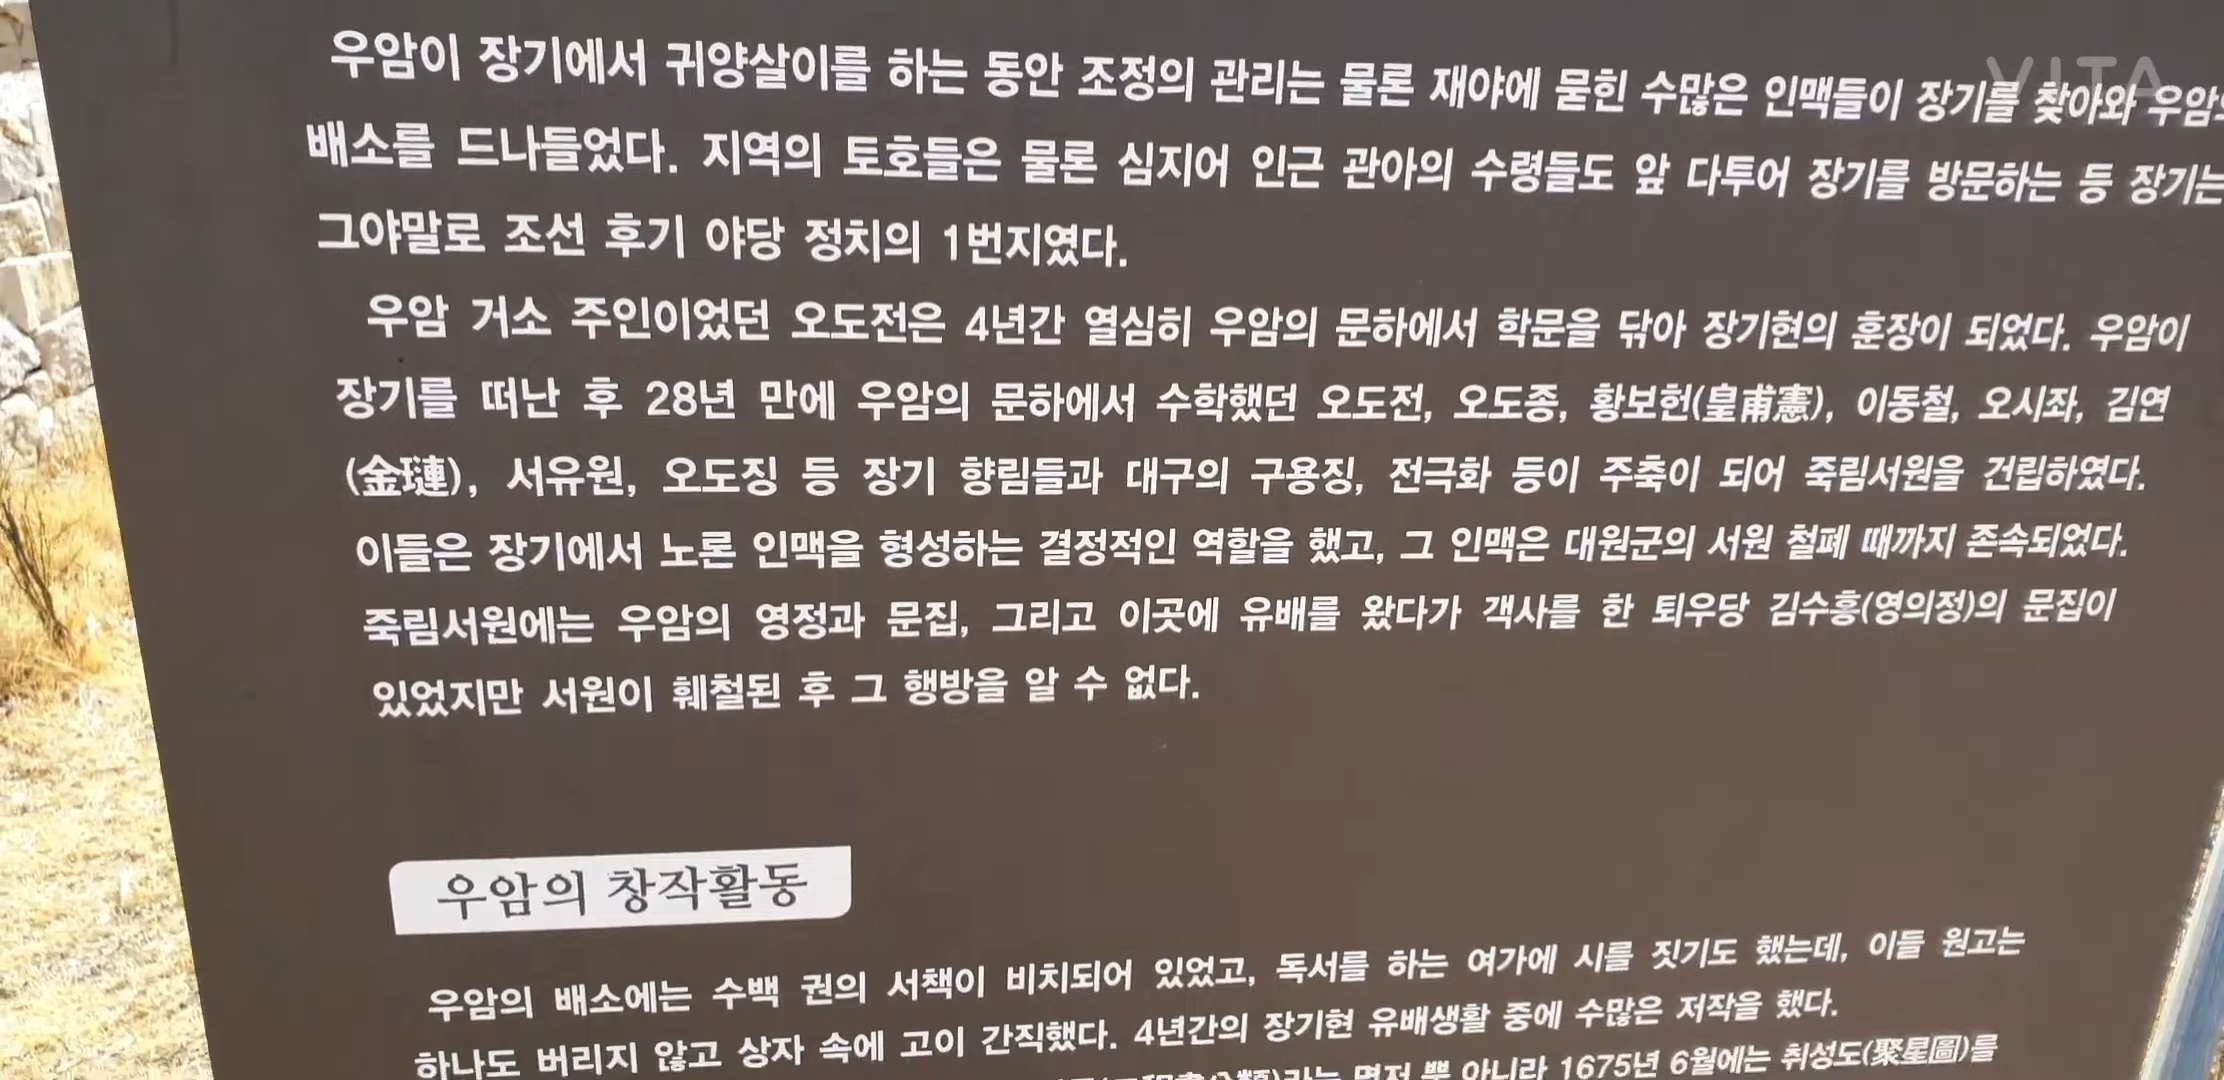 VITA
우암이 장기에서 귀양살이를 하는 동안 조정의 관리는 물론 재야에 묻힌 수많은 인맥들이 장기를 찾아와 우암의
배소를 드나들었다. 지역의 토호들은 물론 심지어 인근 관아의 수령들도 앞 다투어 장기를 방문하는 등 장기는
그야말로 조선 후기 야당 정치의 1번지였다.
우암 거소 주인이었던 오도전은 4년간 열심히 우암의 문하에서 학문을 닦아 장기현의 훈장이 되었다. 우암이
장기를 떠난 후 28년 만에 우암의 문하에서 수학했던 오도전, 오도종, 황보헌(皇甫憲), 이동철, 오시좌, 김연
(金璉), 서유원, 오도징 등 장기 향림들과 대구의 구용징, 전극화 등이 주축이 되어 죽림서원을 건립하였다.
이들은 장기에서 노론 인맥을 형성하는 결정적인 역할을 했고, 그 인맥은 대원군의 서원 철폐 때까지 존속되었다.
죽림서원에는 우암의 영정과 문집, 그리고 이곳에 유배를 왔다가 객사를 한 퇴우당 김수흥(영의정)의 문집이
있었지만 서원이 훼철된 후 그 행방을 알 수 없다.
우암의 창작활동
우암의 배소에는 수백 권의 서책이 비치되어 있었고, 독서를 하는 여가에 시를 짓기도 했는데, 이들 원고는
하나도 버리지 않고 상자 속에 고이 간직했다. 4년간의 장기현 유배생활 중에 수많은 저작을 했다.
뿐 아니라 1675년 6월에는 취성도(聚星圖)를